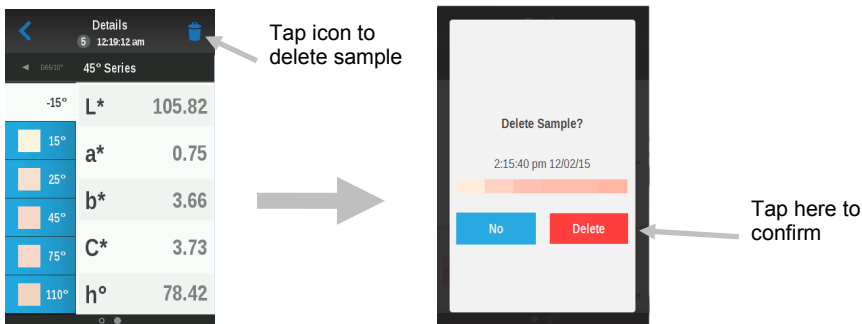 Details
5 12:19:12 am
Tap icon to
delete sample
◄ D65/10° 45° Series
-15° L* 105.82
15° a* 0.75
25° b* 3.66
45° C* 3.73
75° h° 78.42
110°
Delete Sample?
2:15:40 pm 12/02/15
No Delete
Tap here to
confirm